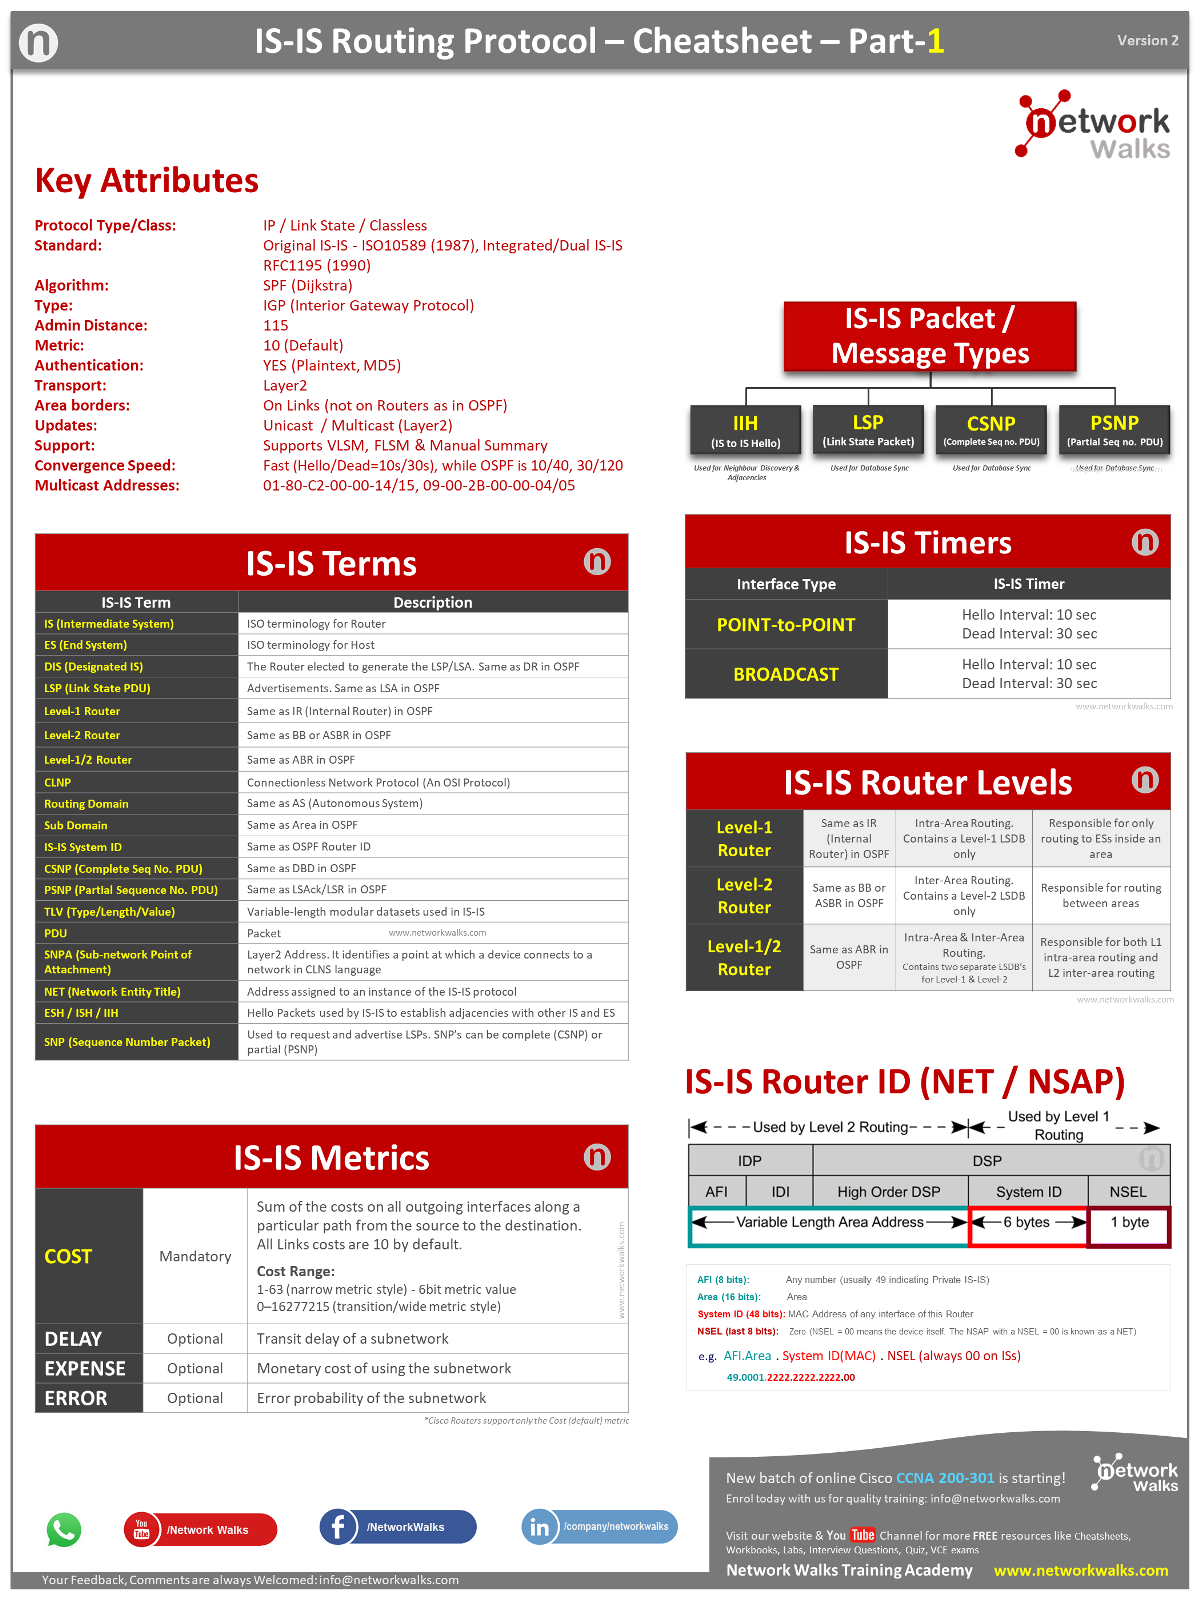 n
IS-IS Routing Protocol – Cheatsheet – Part-1
Version 2
network
Walks
Key Attributes
Protocol Type/Class: IP / Link State / Classless
Standard: Original IS-IS - ISO10589 (1987), Integrated/Dual IS-IS
RFC1195 (1990)
Algorithm: SPF (Dijkstra)
Type: IGP (Interior Gateway Protocol)
Admin Distance: 115
Metric: 10 (Default)
Authentication: YES (Plaintext, MD5)
Transport: Layer2
Area borders: On Links (not on Routers as in OSPF)
Updates: Unicast / Multicast (Layer2)
Support: Supports VLSM, FLSM & Manual Summary
Convergence Speed: Fast (Hello/Dead=10s/30s), while OSPF is 10/40, 30/120
Multicast Addresses: 01-80-C2-00-00-14/15, 09-00-2B-00-00-04/05
IS-IS Packet /
Message Types
IIH
(IS to IS Hello)
Used for Neighbour Discovery &
Adjacencies
LSP
(Link State Packet)
Used for Database Sync
CSNP
(Complete Seq no. PDU)
Used for Database Sync
PSNP
(Partial Seq no. PDU)
Used for Database Sync
IS-IS Terms
n
IS-IS Term Description
IS (Intermediate System) ISO terminology for Router
ES (End System) ISO terminology for Host
DIS (Designated IS) The Router elected to generate the LSP/LSA. Same as DR in OSPF
LSP (Link State PDU) Advertisements. Same as LSA in OSPF
Level-1 Router Same as IR (Internal Router) in OSPF
Level-2 Router Same as BB or ASBR in OSPF
Level-1/2 Router Same as ABR in OSPF
CLNP Connectionless Network Protocol (An OSI Protocol)
Routing Domain Same as AS (Autonomous System)
Sub Domain Same as Area in OSPF
IS-IS System ID Same as OSPF Router ID
CSNP (Complete Seq No. PDU) Same as DBD in OSPF
PSNP (Partial Sequence No. PDU) Same as LSAck/LSR in OSPF
TLV (Type/Length/Value) Variable-length modular datasets used in IS-IS
PDU Packet www.networkwalks.com
SNPA (Sub-network Point of
Attachment)
Layer2 Address. It identifies a point at which a device connects to a
network in CLNS language
NET (Network Entity Title) Address assigned to an instance of the IS-IS protocol
ESH / ISH / IIH Hello Packets used by IS-IS to establish adjacencies with other IS and ES
SNP (Sequence Number Packet)
Used to request and advertise LSPs. SNP's can be complete (CSNP) or
partial (PSNP)
IS-IS Timers
n
Interface Type IS-IS Timer
POINT-to-POINT
Hello Interval: 10 sec
Dead Interval: 30 sec
BROADCAST
Hello Interval: 10 sec
Dead Interval: 30 sec
www.networkwalks.com
IS-IS Router Levels
n
Level-1
Router
Same as IR
(Internal
Router) in OSPF
Intra-Area Routing.
Contains a Level-1 LSDB
only
Responsible for only
routing to ESs inside an
area
Level-2
Router
Same as BB or
ASBR in OSPF
Inter-Area Routing.
Contains a Level-2 LSDB
only
Responsible for routing
between areas
Level-1/2
Router
Same as ABR in
OSPF
Intra-Area & Inter-Area
Routing.
Contains two separate LSDB's
for Level-1 & Level-2
Responsible for both L1
intra-area routing and
L2 inter-area routing
www.networkwalks.com
IS-IS Metrics
n
COST
Mandatory
Sum of the costs on all outgoing interfaces along a
particular path from the source to the destination.
All Links costs are 10 by default.
Cost Range:
1-63 (narrow metric style) - 6bit metric value
0–16277215 (transition/wide metric style)
www.networkwalks.com
DELAY Optional Transit delay of a subnetwork
EXPENSE Optional Monetary cost of using the subnetwork
ERROR Optional Error probability of the subnetwork
*Cisco Routers support only the Cost (default) metric
IS-IS Router ID (NET / NSAP)
Used by Level 2 Routing
Used by Level 1
Routing
IDP DSP
n
AFI IDI High Order DSP System ID NSEL
Variable Length Area Address 6 bytes 1 byte
AFI (8 bits): Any number (usually 49 indicating Private IS-IS)
Area (16 bits): Area
System ID (48 bits): MAC Address of any interface of this Router
NSEL (last 8 bits): Zero (NSEL = 00 means the device itself. The NSAP with a NSEL = 00 is known as a NET)
e.g. AFI.Area . System ID(MAC) . NSEL (always 00 on ISs)
49.0001.2222.2222.2222.00
You Tube /Network Walks
f /NetworkWalks
in /company/networkwalks
Your Feedback, Comments are always Welcomed: info@networkwalks.com
New batch of online Cisco CCNA 200-301 is starting!
Enrol today with us for quality training: info@networkwalks.com
network
Walks
Visit our website & You Tube Channel for more FREE resources like Cheatsheets,
Workbooks, Labs, Interview Questions, Quiz, VCE exams
Network Walks Training Academy www.networkwalks.com